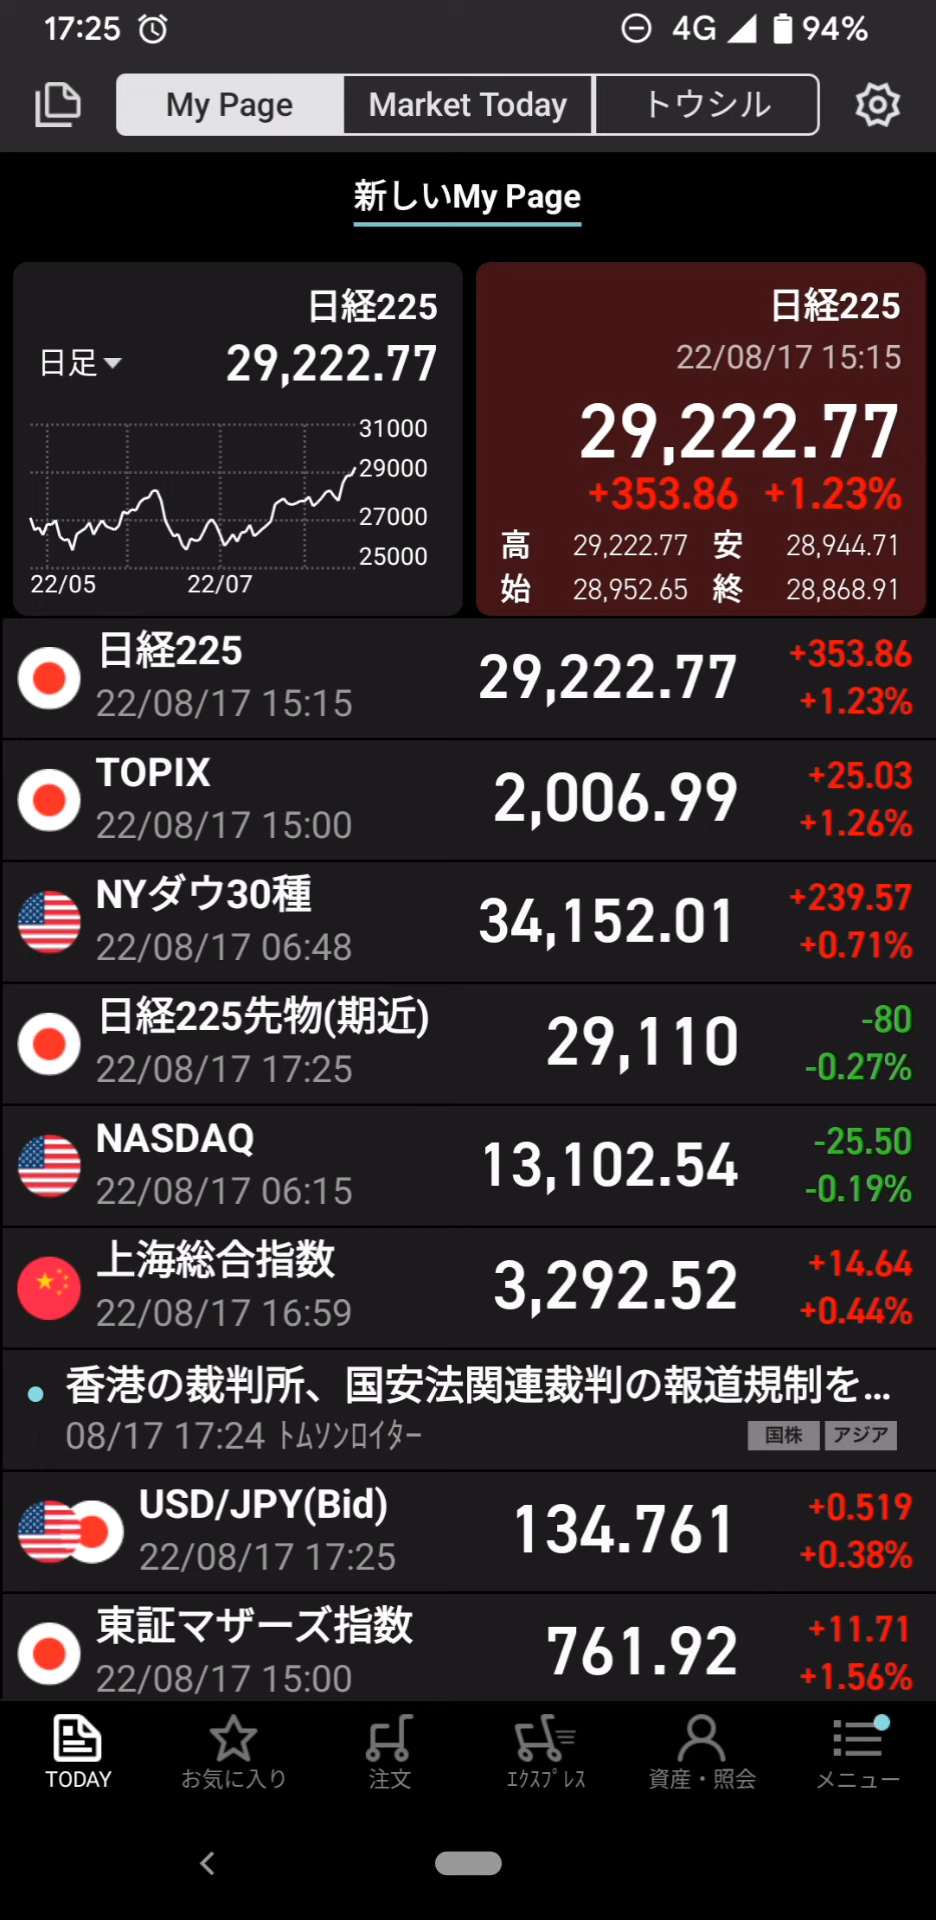 17:25 4G 94%
My Page Market Today トウシル
新しいMy Page
日経225
日足 29,222.77
31000
29000
27000
25000
22/05 22/07
日経225
22/08/17 15:15
29,222.77
+353.86 +1.23%
高 29,222.77 安 28,944.71
始 28,952.65 終 28,868.91
日経225 29,222.77 +353.86
22/08/17 15:15 +1.23%
TOPIX 2,006.99 +25.03
22/08/17 15:00 +1.26%
NYダウ30種 34,152.01 +239.57
22/08/17 06:48 +0.71%
日経225先物(期近) 29,110 -80
22/08/17 17:25 -0.27%
NASDAQ 13,102.54 -25.50
22/08/17 06:15 -0.19%
上海総合指数 3,292.52 +14.64
22/08/17 16:59 +0.44%
香港の裁判所、国安法関連裁判の報道規制を...
08/17 17:24 ﾄﾑｿﾝﾛｲﾀｰ 国株 アジア
USD/JPY(Bid) 134.761 +0.519
22/08/17 17:25 +0.38%
東証マザーズ指数 761.92 +11.71
22/08/17 15:00 +1.56%
TODAY お気に入り 注文 ｴｸｽﾌﾟﾚｽ 資産・照会 メニュー